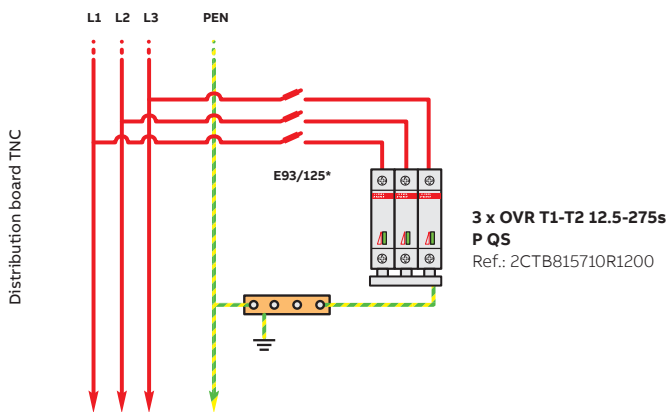 L1 L2 L3 PEN
Distribution board TNC
E93/125*
3 x OVR T1-T2 12.5-275s
P QS
Ref.: 2CTB815710R1200